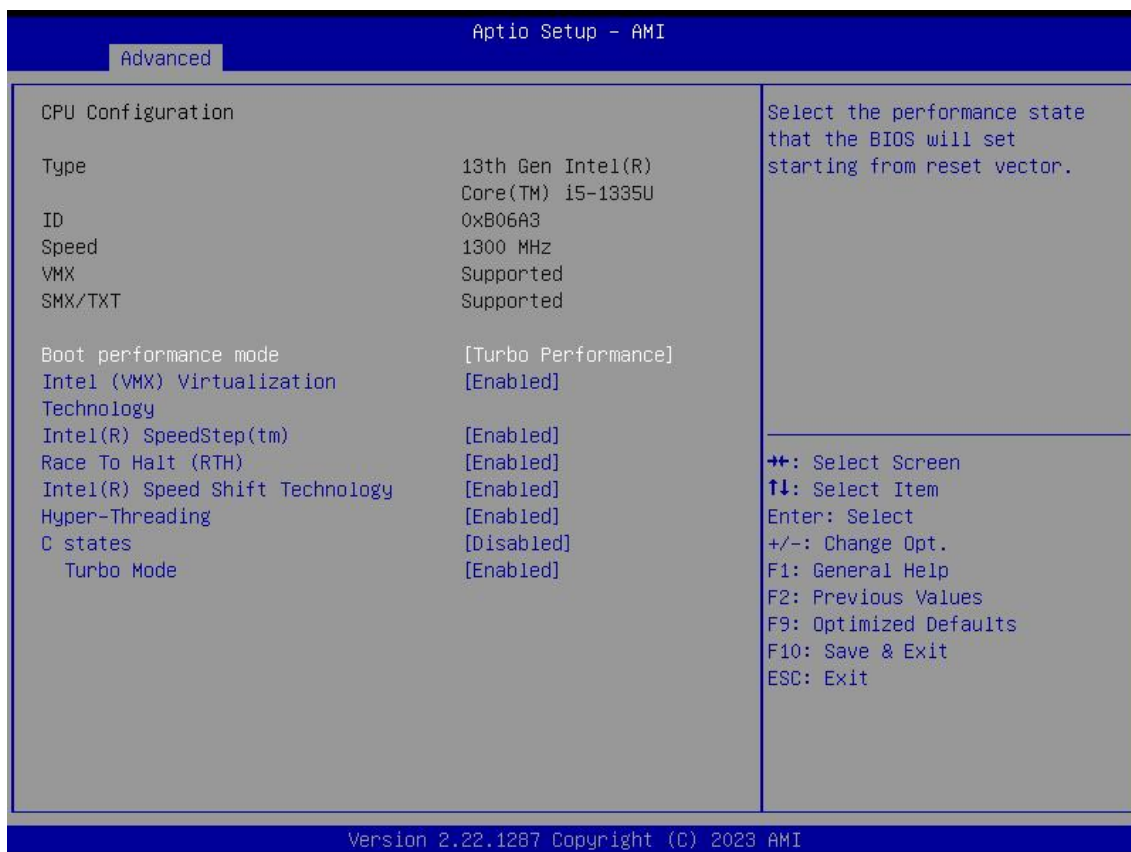 Aptio Setup - AMI
Advanced
CPU Configuration
Type 13th Gen Intel(R)
Core(TM) i5-1335U
ID 0xB06A3
Speed 1300 MHz
VMX Supported
SMX/TXT Supported
Boot performance mode [Turbo Performance]
Intel (VMX) Virtualization [Enabled]
Technology
Intel(R) SpeedStep(tm) [Enabled]
Race To Halt (RTH) [Enabled]
Intel(R) Speed Shift Technology [Enabled]
Hyper-Threading [Enabled]
C states [Disabled]
Turbo Mode [Enabled]
Select the performance state
that the BIOS will set
starting from reset vector.
→←: Select Screen
↑↓: Select Item
Enter: Select
+/-: Change Opt.
F1: General Help
F2: Previous Values
F9: Optimized Defaults
F10: Save & Exit
ESC: Exit
Version 2.22.1287 Copyright (C) 2023 AMI